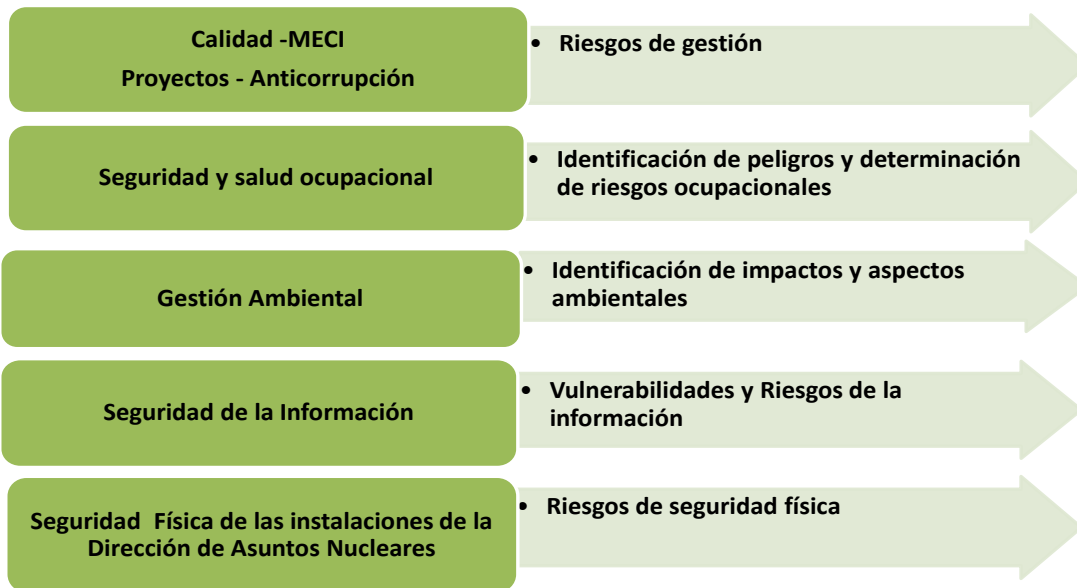 Calidad -MECI
Proyectos - Anticorrupción
• Riesgos de gestión
Seguridad y salud ocupacional
• Identificación de peligros y determinación
de riesgos ocupacionales
Gestión Ambiental
• Identificación de impactos y aspectos
ambientales
Seguridad de la Información
• Vulnerabilidades y Riesgos de la
información
Seguridad Física de las instalaciones de la
Dirección de Asuntos Nucleares
• Riesgos de seguridad física